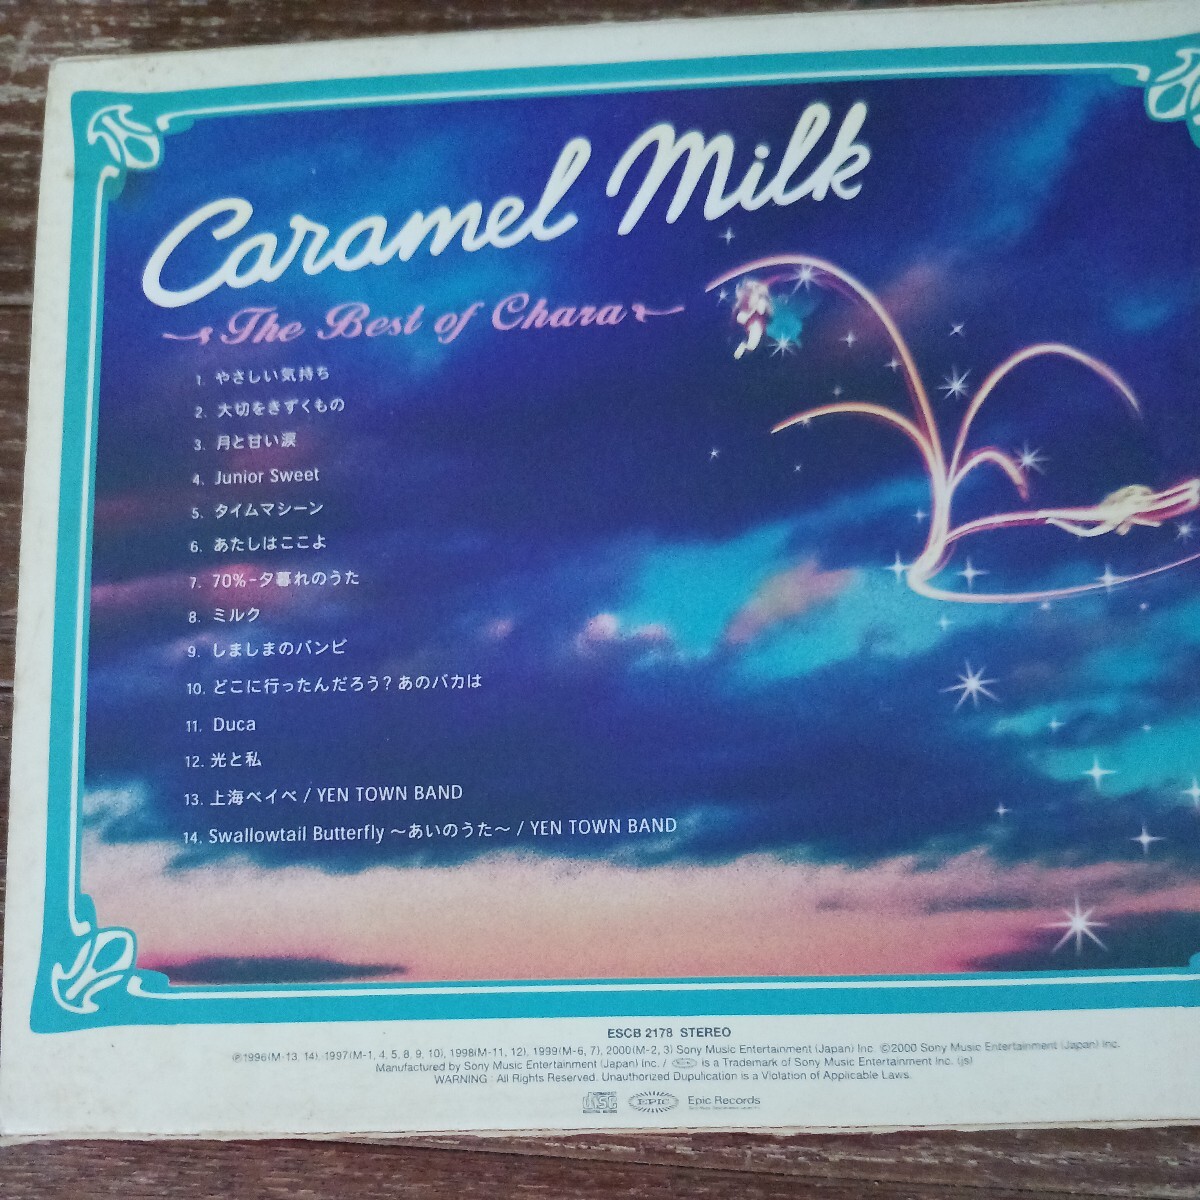 Caramel Milk
~The Best of Chara~
1. やさしい気持ち
2. 大切をきずくもの
3. 月と甘い涙
4. Junior Sweet
5. タイムマシーン
6. あたしはここよ
7. 70%-夕暮れのうた
8. ミルク
9. しましまのバンビ
10. どこに行ったんだろう?あのバカは
11. Duca
12. 光と私
13. 上海ベイベ / YEN TOWN BAND
14. Swallowtail Butterfly ～あいのうた～ / YEN TOWN BAND
ESCB 2178 STEREO
℗1996(M-13, 14), 1997(M-1, 4, 5, 8, 9, 10), 1998(M-11, 12), 1999(M-6, 7), 2000(M-2, 3) Sony Music Entertainment (Japan) Inc. ©2000 Sony Music Entertainment (Japan) Inc.
Manufactured by Sony Music Entertainment (Japan) Inc. / EPIC is a Trademark of Sony Music Entertainment Inc. (js)
WARNING : All Rights Reserved. Unauthorized Dupulication is a Violation of Applicable Laws.
disc EPIC Epic Records